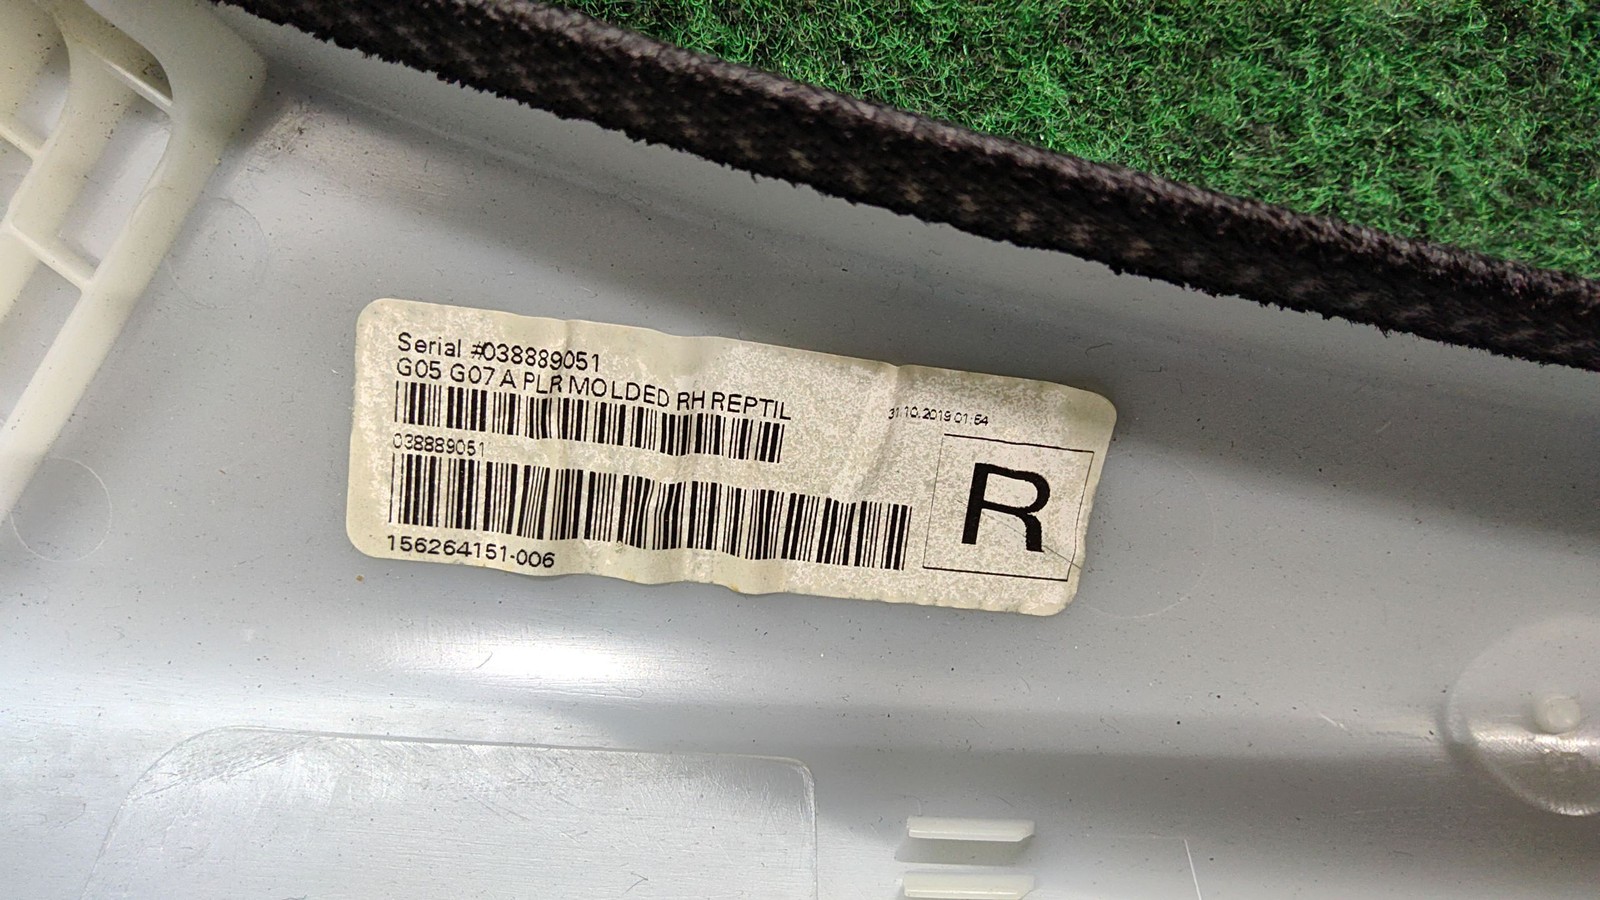 Serial #038889051
G05 G07 A PLR MOLDED RH REPTIL
31.10.2019 01:54
038889051
R
156264151-006